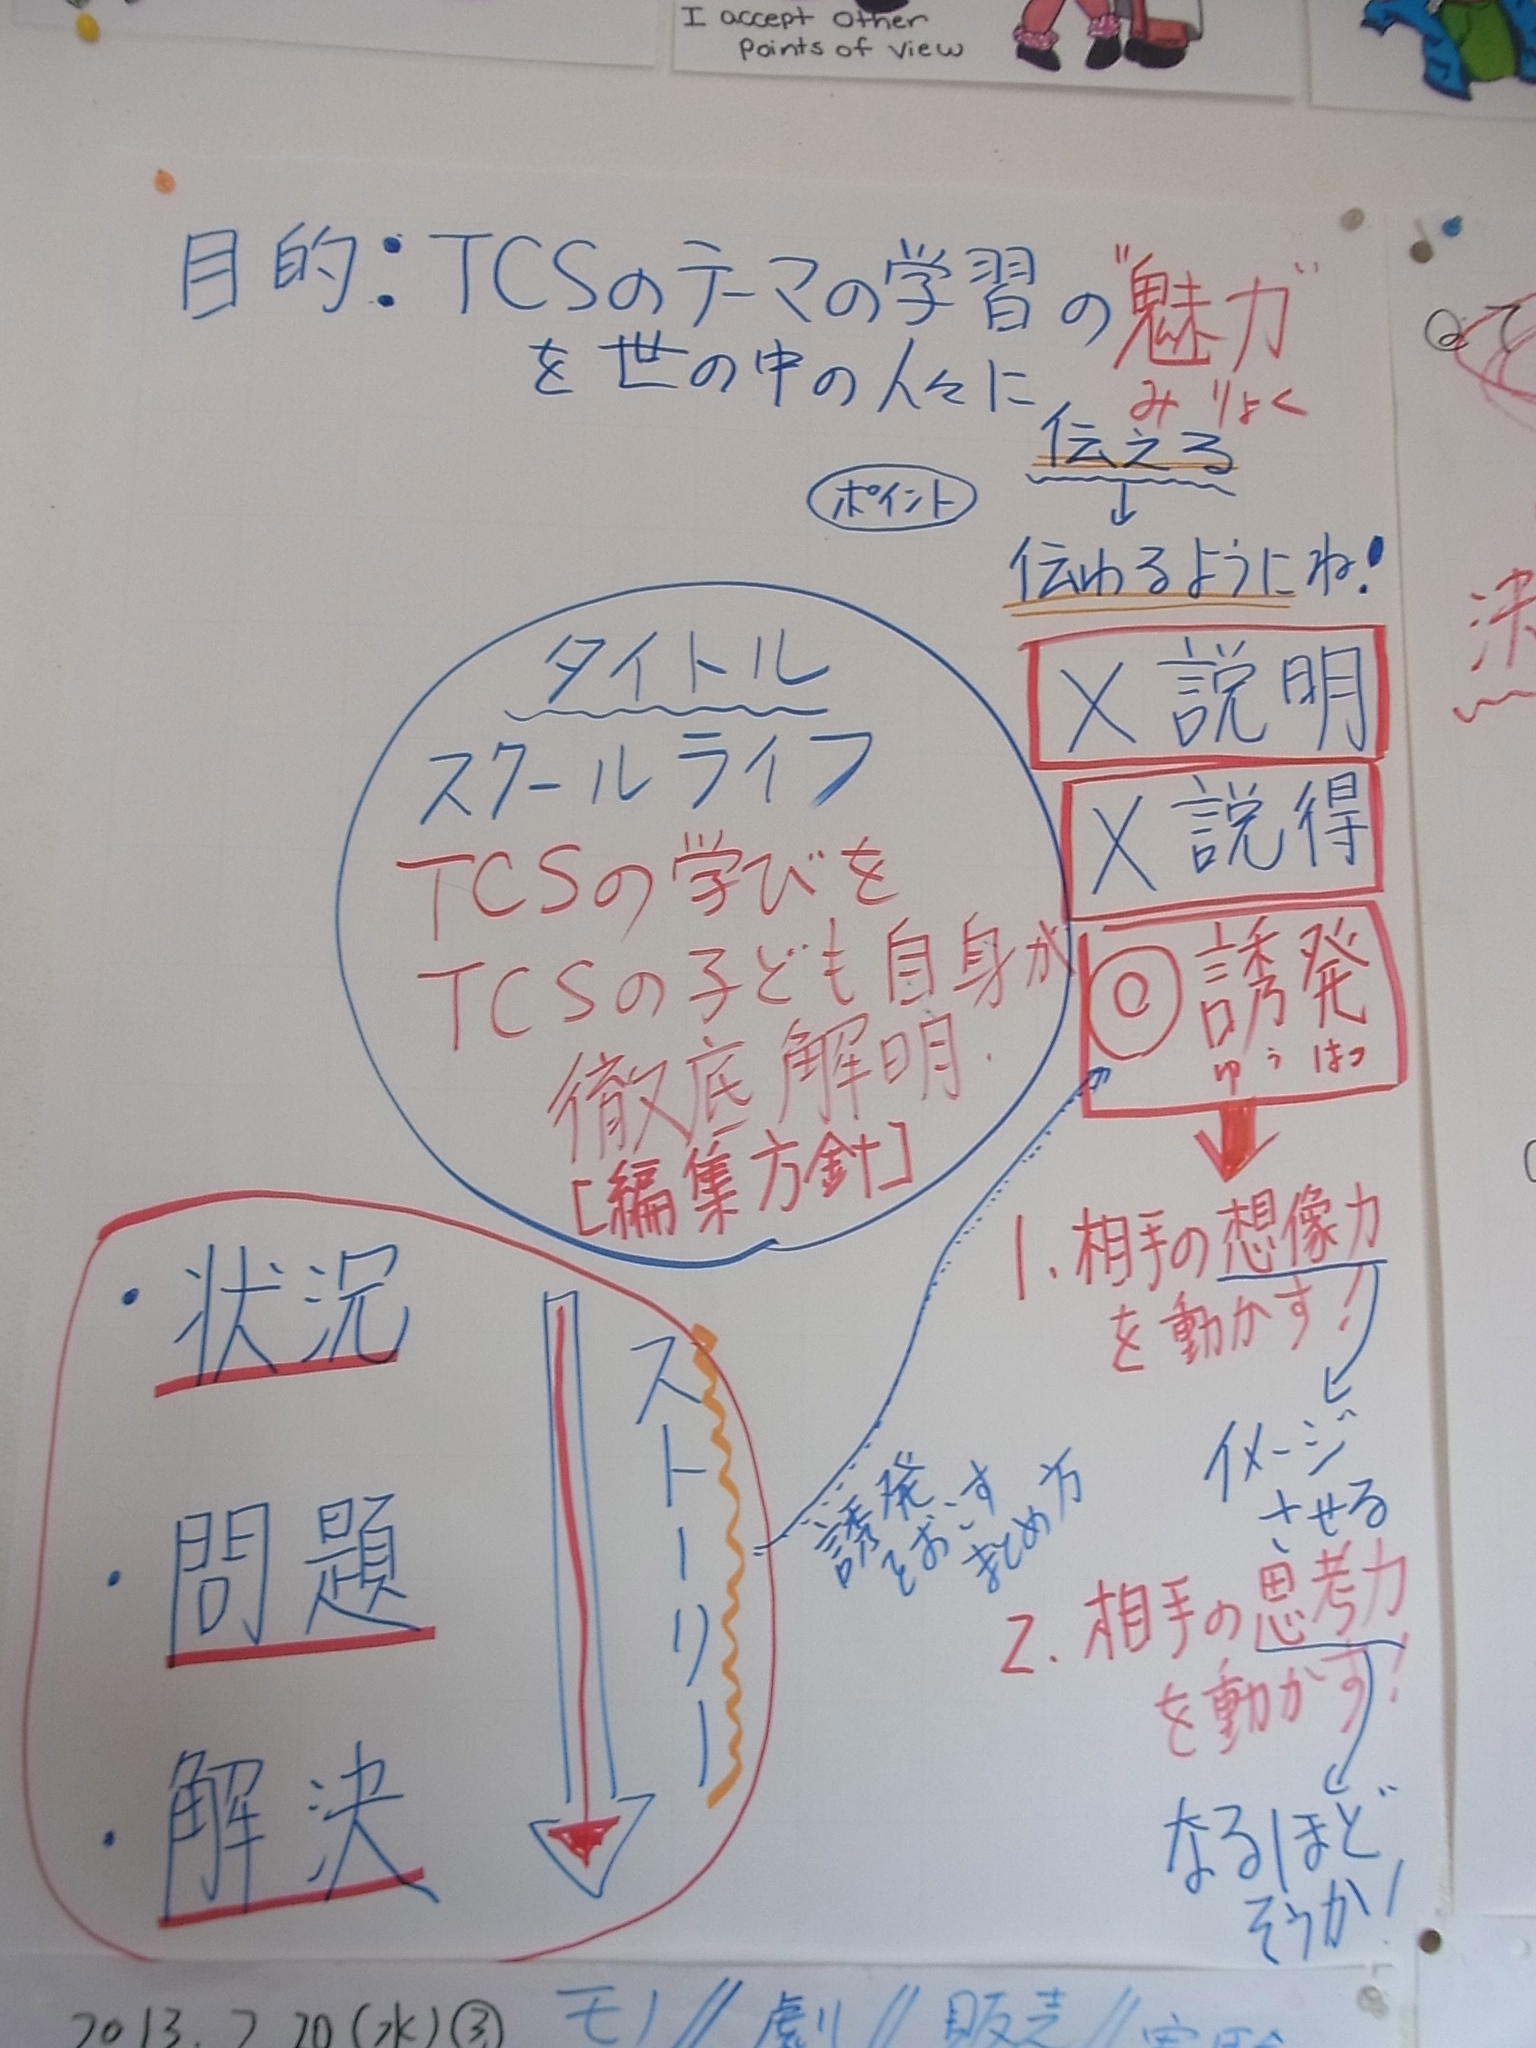 I accept other
points of view
目的：TCSのテーマの学習の"魅力"
みりょく
を世の中の人々に
伝える
↓
ポイント
伝わるようにね！
タイトル
スクールライフ
TCSの学びを
TCSの子ども自身が
徹底解明.
[編集方針]
X 説明
X 説得
◎ 誘発
ゆうはつ
1. 相手の想像力
を動かす！
イメージ
させる
2. 相手の思考力
を動かす！
なるほど
そうか！
・状況
・問題
・解決
ストーリー
誘発
をおこす
まとめ方
決
2013. 20(水)③
モノ//劇//販売//